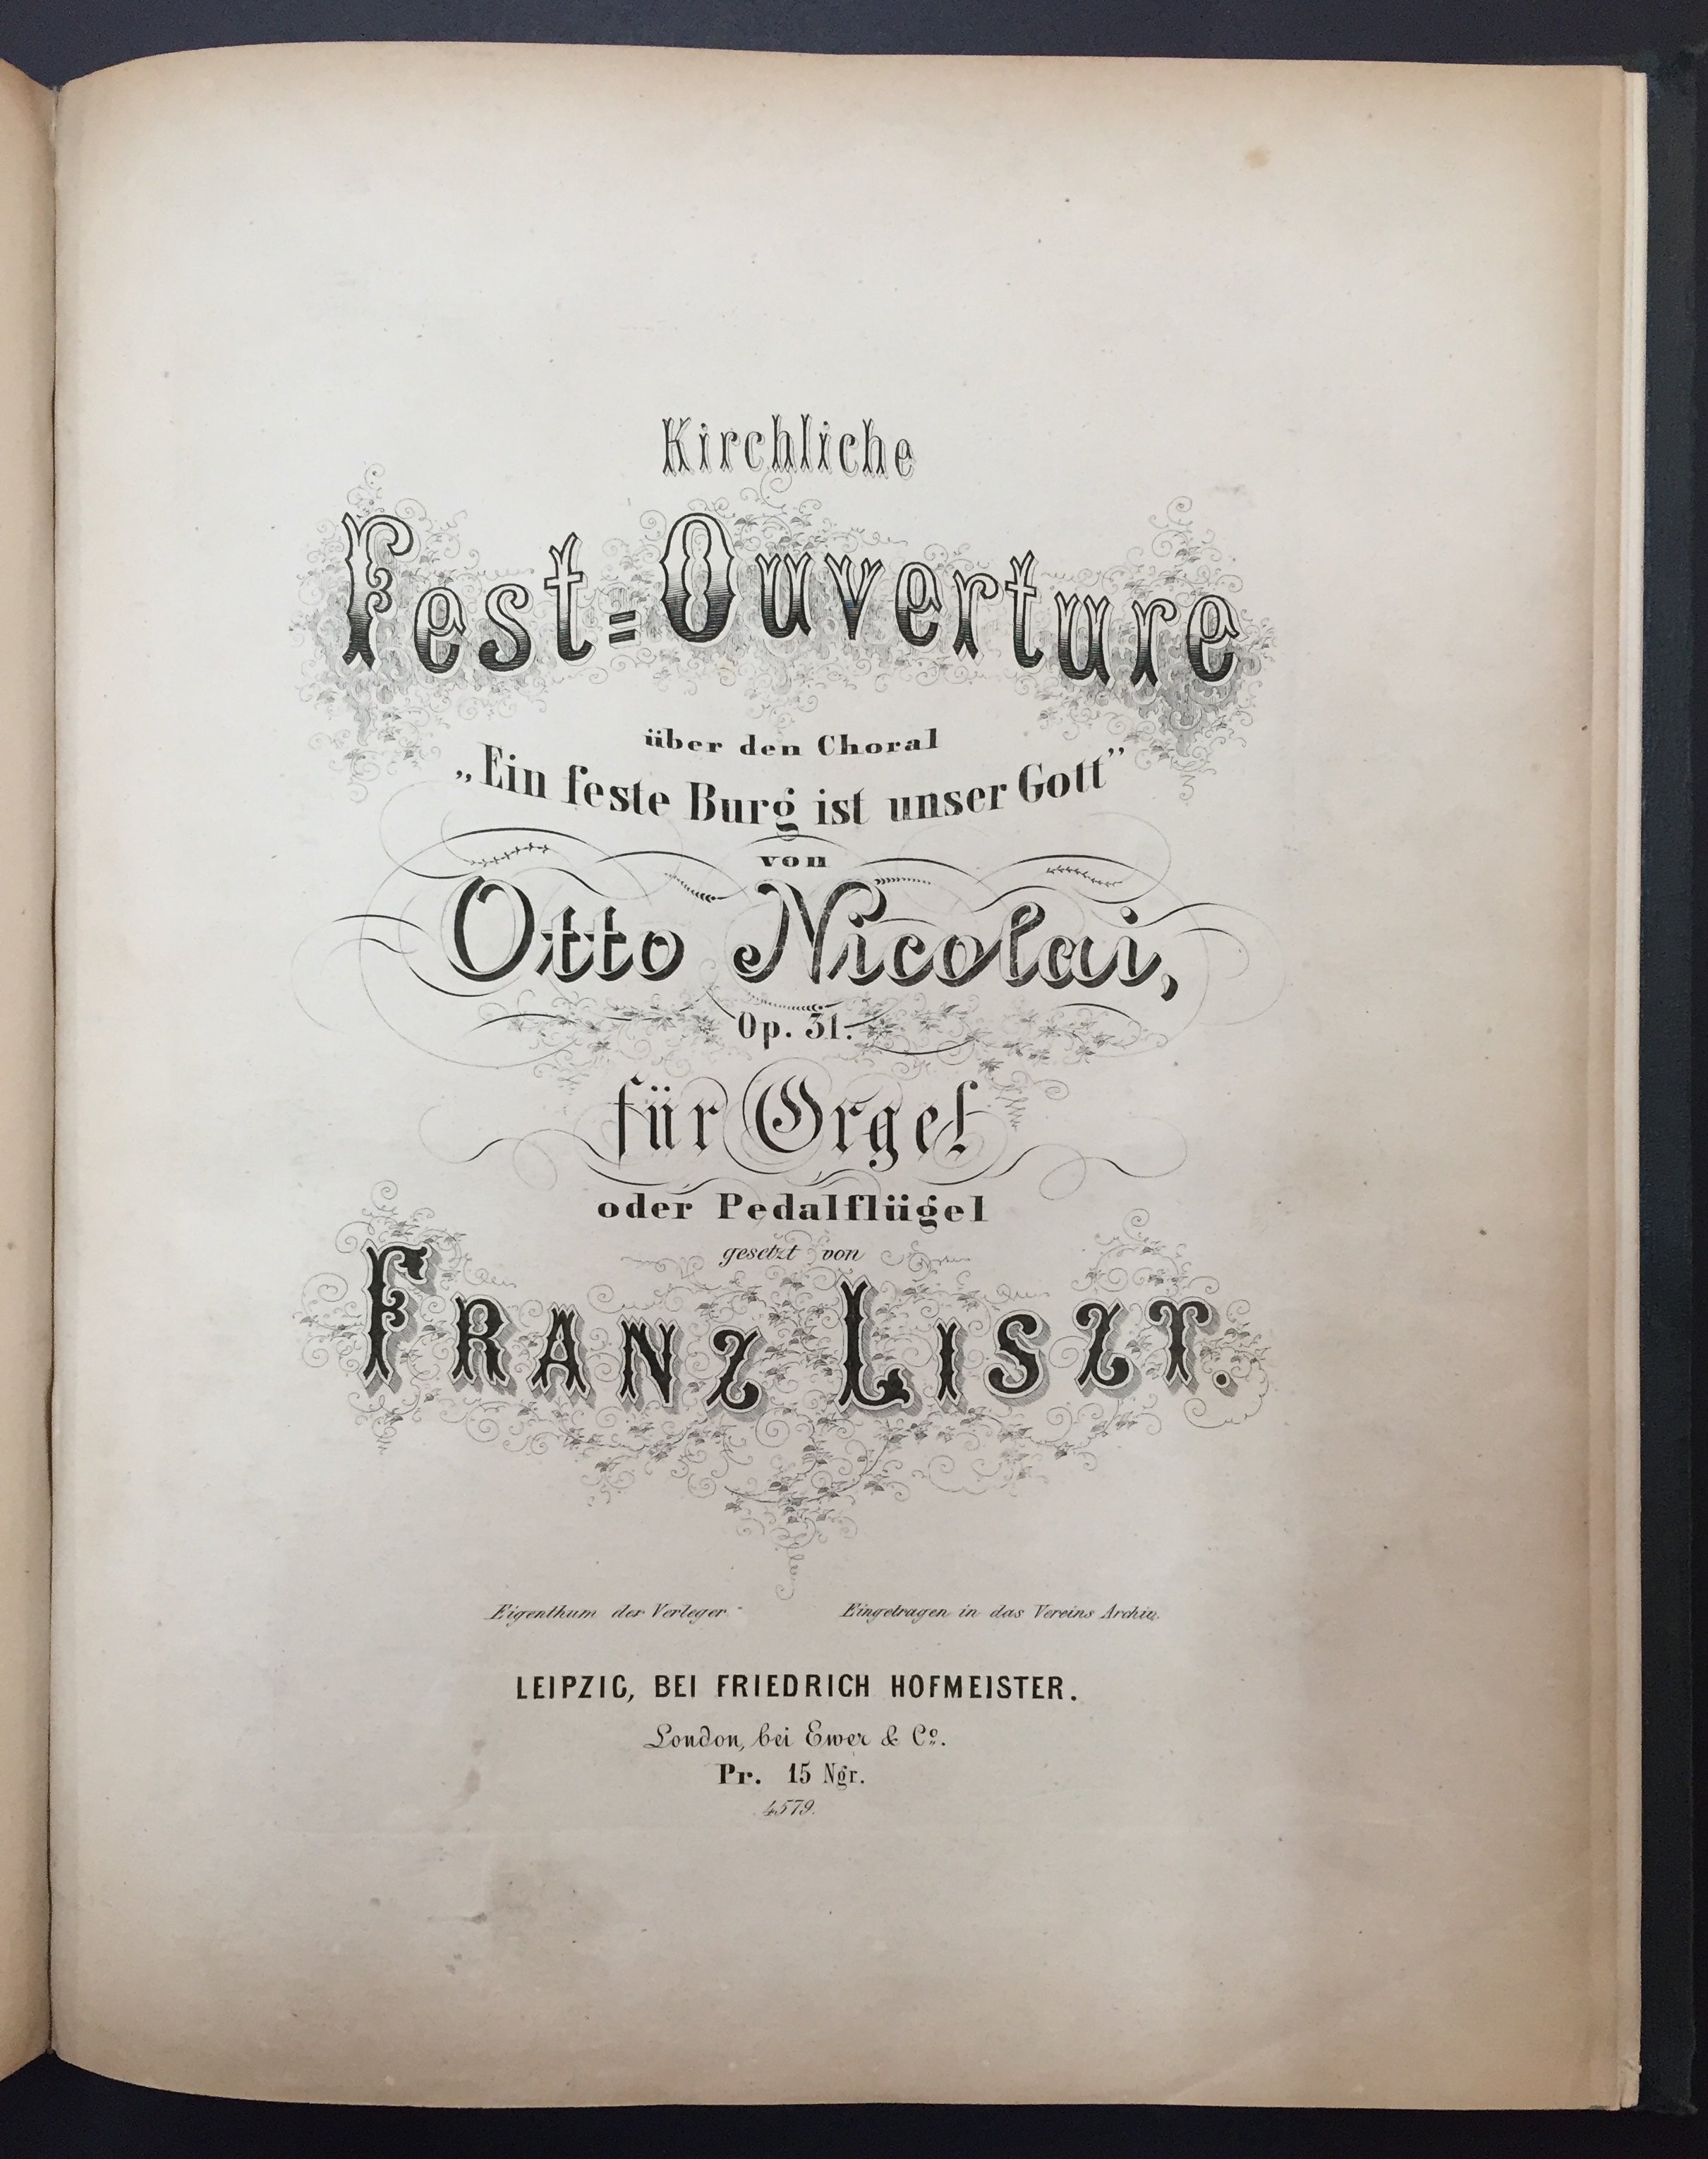 Kirchliche
Fest=Ouverture
über den Choral
„Ein feste Burg ist unser Gott”
von
Otto Nicolai,
Op. 31.
für Orgel
oder Pedalflügel
gesetzt von
FRANZ LISZT.
Eigenthum der Verleger. Eingetragen in das Vereins Archiv.
LEIPZIG, BEI FRIEDRICH HOFMEISTER.
London, bei Ewer & Co.
Pr. 15 Ngr.
4579.